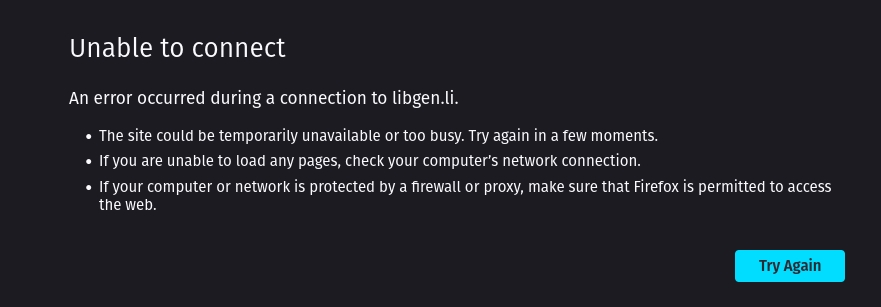 Unable to connect
An error occurred during a connection to libgen.li.
• The site could be temporarily unavailable or too busy. Try again in a few moments.
• If you are unable to load any pages, check your computer’s network connection.
• If your computer or network is protected by a firewall or proxy, make sure that Firefox is permitted to access
the web.
Try Again